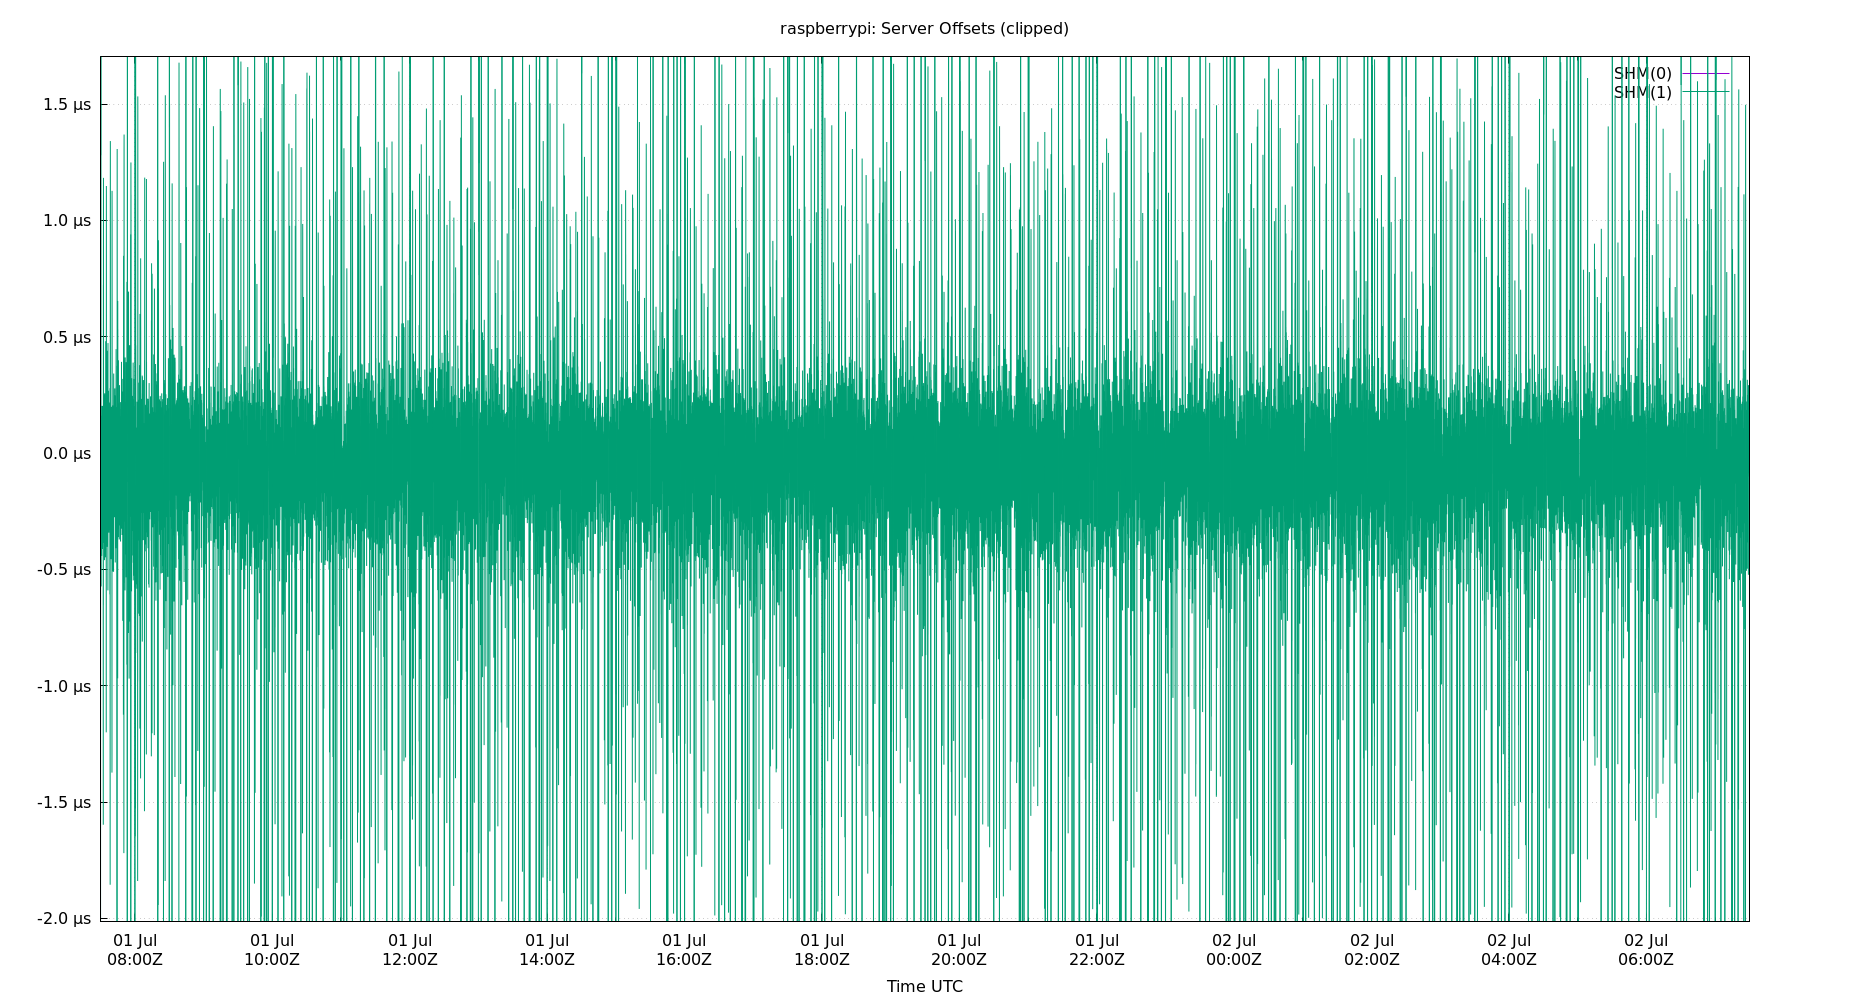 raspberrypi: Server Offsets (clipped)
SHM(0)
SHM(1)
1.5 µs
1.0 µs
0.5 µs
0.0 µs
-0.5 µs
-1.0 µs
-1.5 µs
-2.0 µs
01 Jul 01 Jul 01 Jul 01 Jul 01 Jul 01 Jul 01 Jul 01 Jul 02 Jul 02 Jul 02 Jul 02 Jul
08:00Z 10:00Z 12:00Z 14:00Z 16:00Z 18:00Z 20:00Z 22:00Z 00:00Z 02:00Z 04:00Z 06:00Z
Time UTC